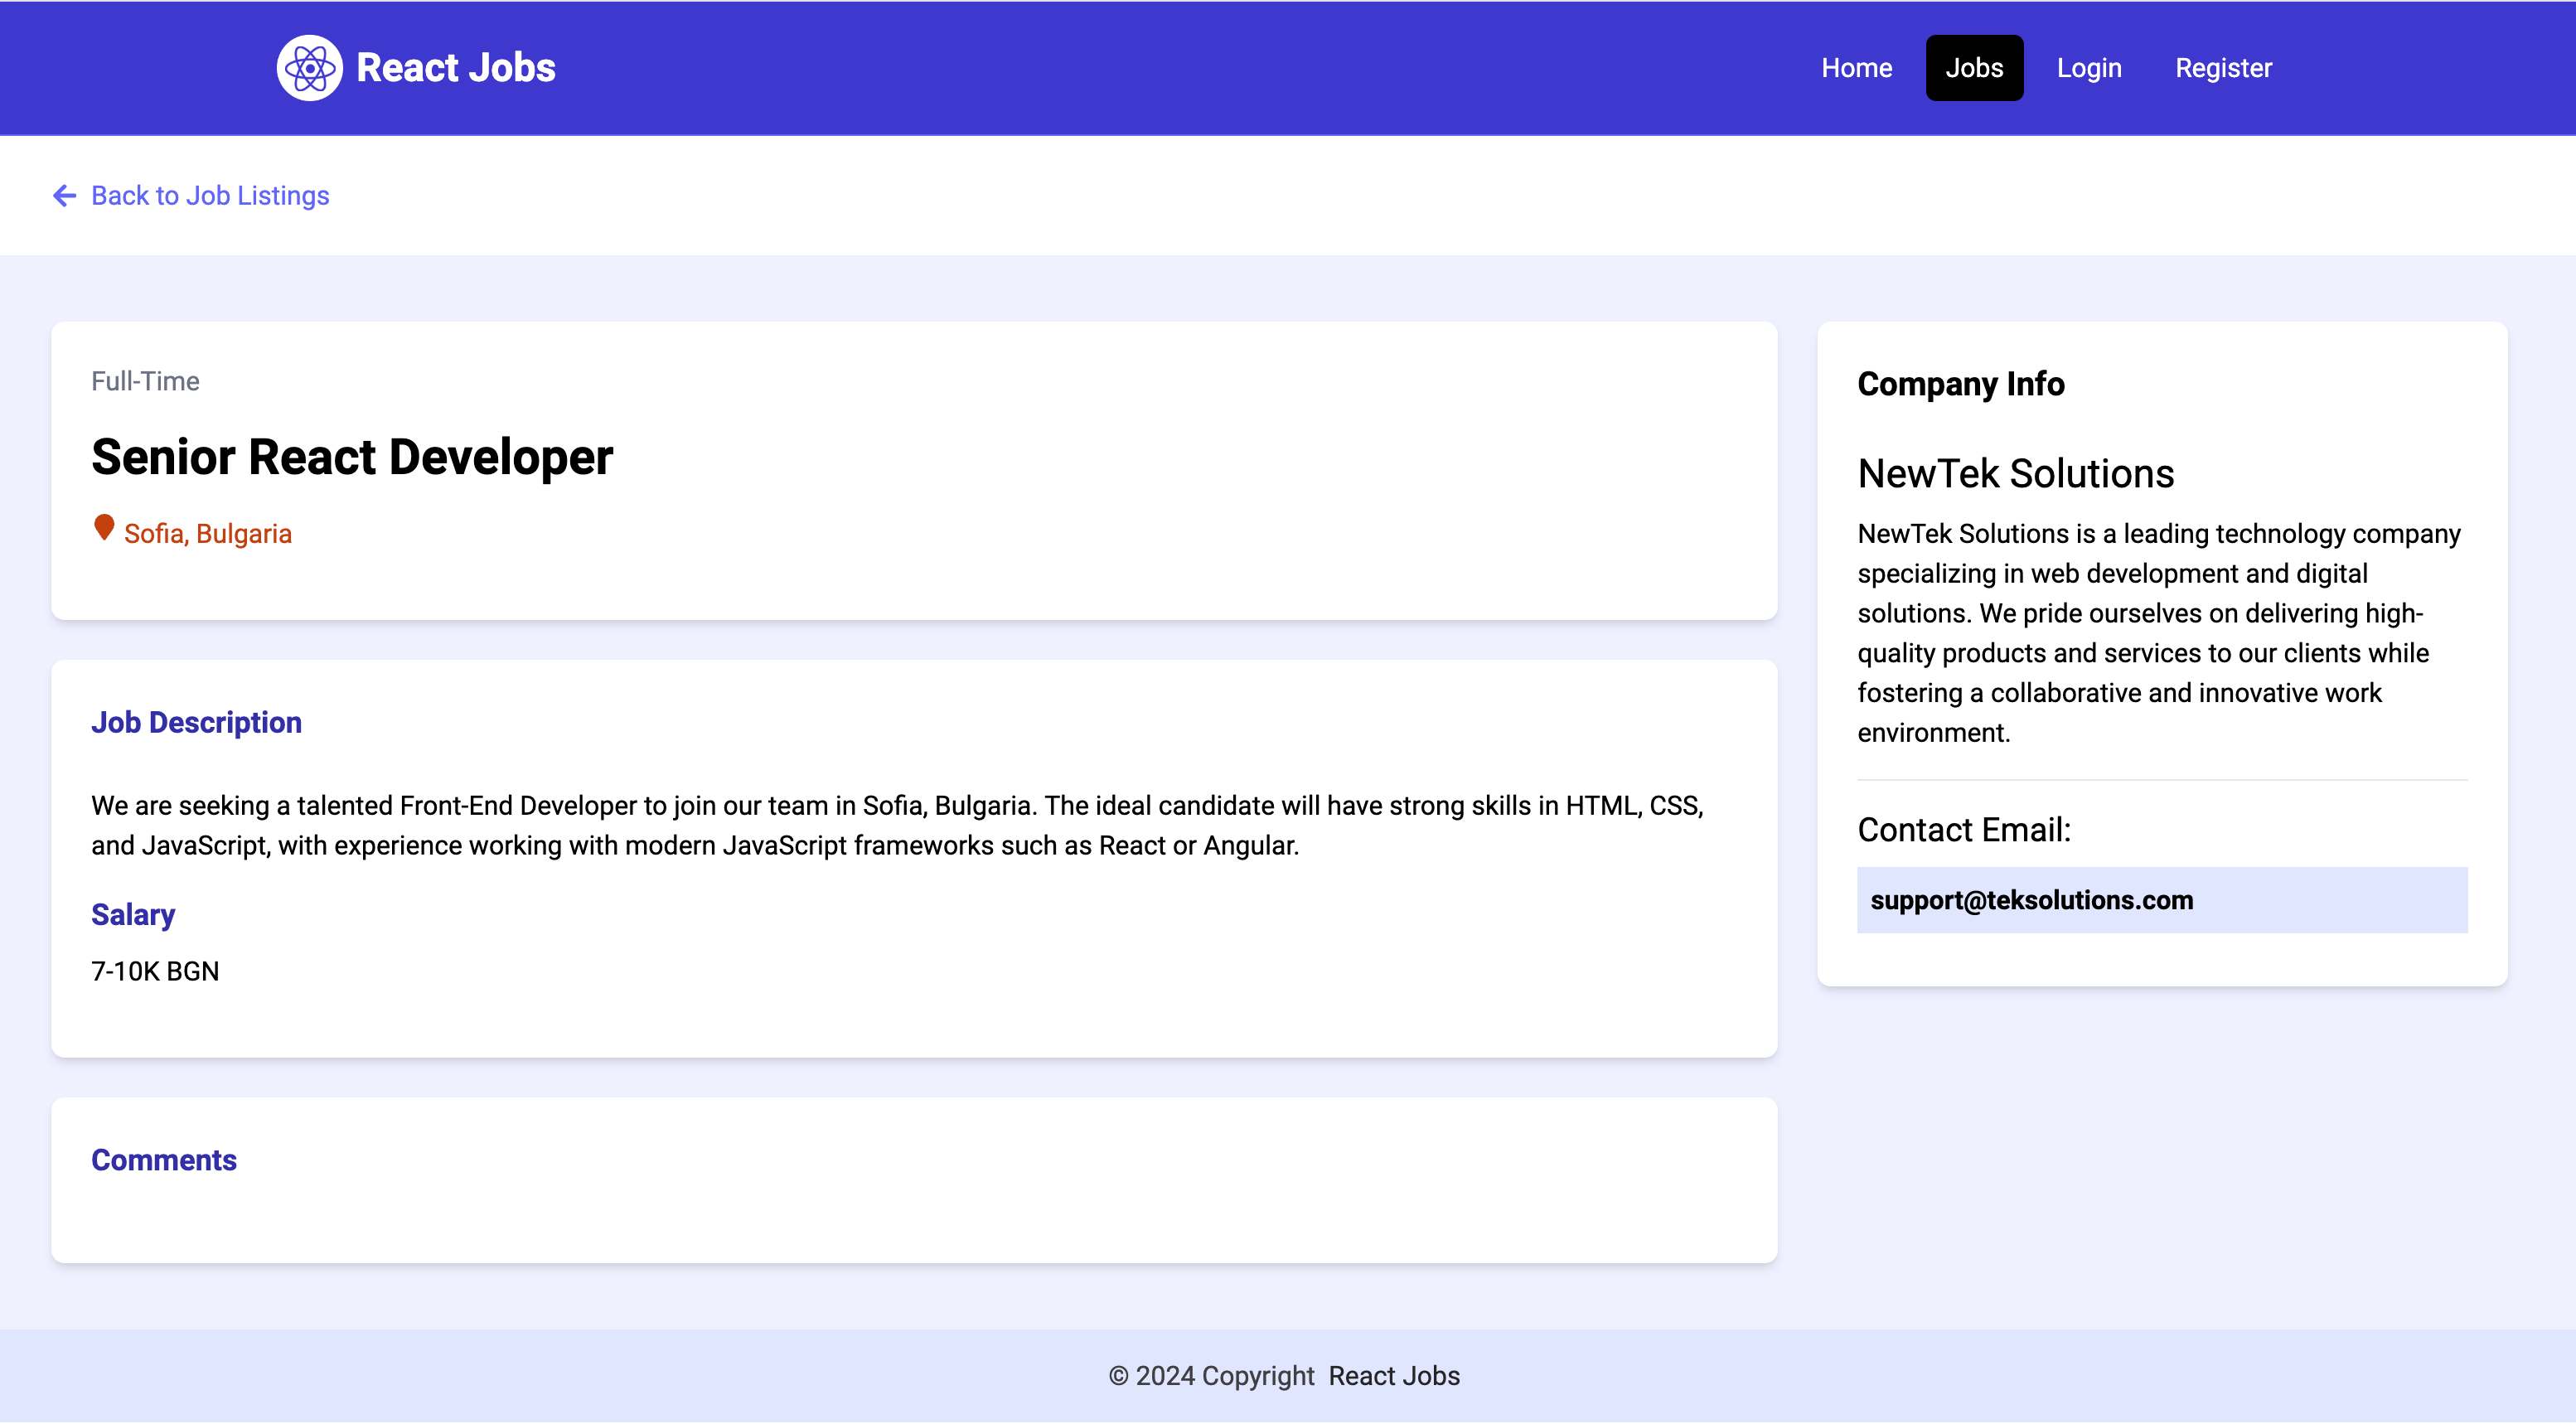 React Jobs
Home
Jobs
Login
Register
Back to Job Listings
Full-Time
Senior React Developer
Sofia, Bulgaria
Job Description
We are seeking a talented Front-End Developer to join our team in Sofia, Bulgaria. The ideal candidate will have strong skills in HTML, CSS,
and JavaScript, with experience working with modern JavaScript frameworks such as React or Angular.
Salary
7-10K BGN
Comments
Company Info
NewTek Solutions
NewTek Solutions is a leading technology company
specializing in web development and digital
solutions. We pride ourselves on delivering high-
quality products and services to our clients while
fostering a collaborative and innovative work
environment.
Contact Email:
support@teksolutions.com
© 2024 Copyright React Jobs